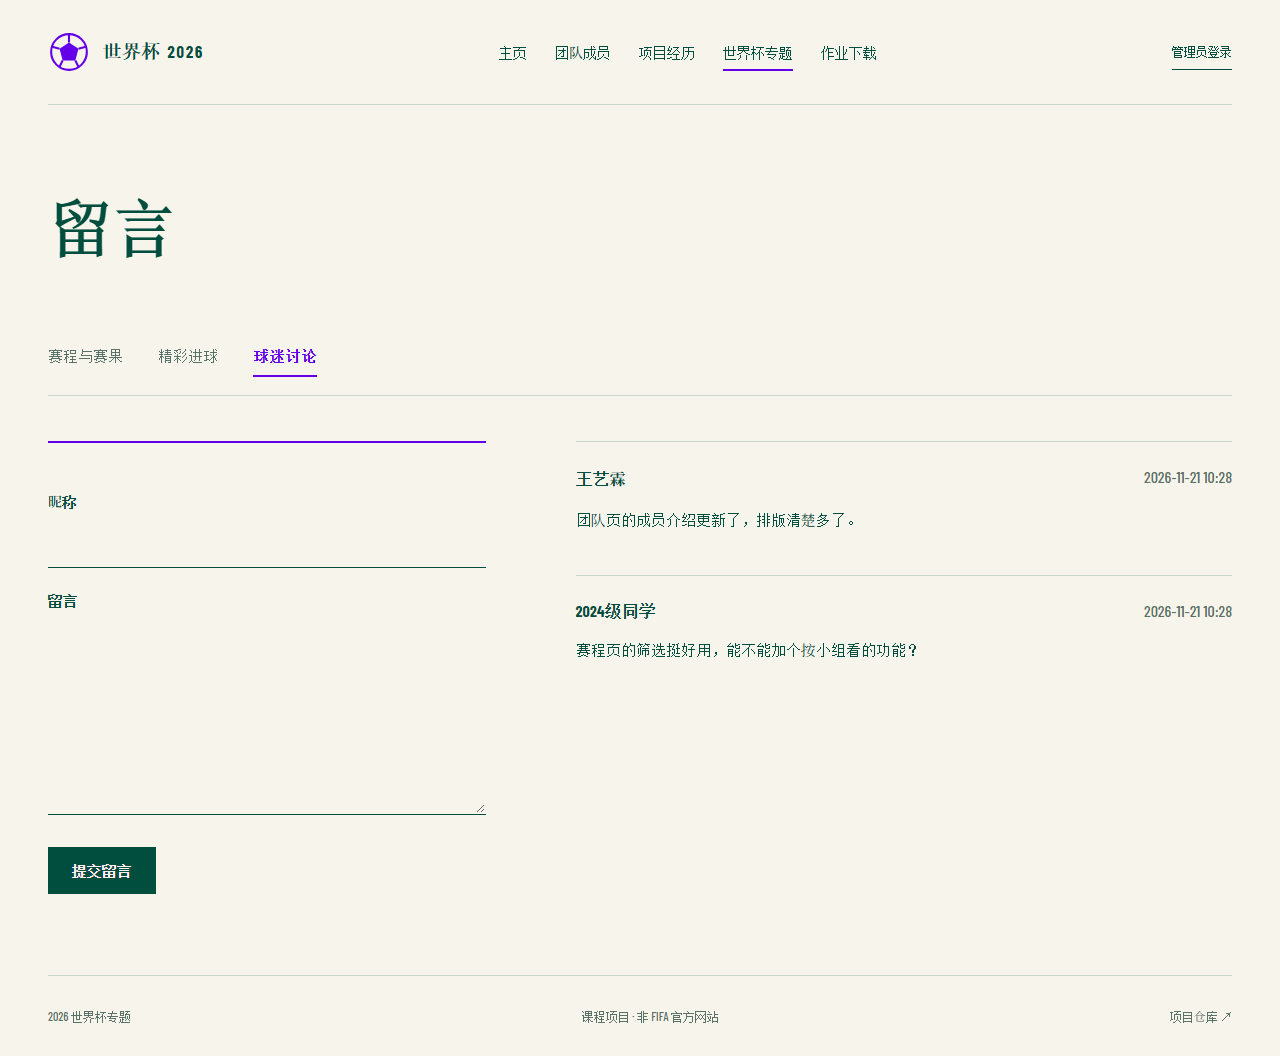 世界杯 2026
主页 团队成员 项目经历 世界杯专题 作业下载
管理员登录
留言
赛程与赛果 精彩进球 球迷讨论
昵称
留言
提交留言
王艺霖 2026-11-21 10:28
团队页的成员介绍更新了，排版清楚多了。
2024级同学 2026-11-21 10:28
赛程页的筛选挺好用，能不能加个按小组看的功能？
2026 世界杯专题
课程项目 · 非 FIFA 官方网站
项目仓库 ↗